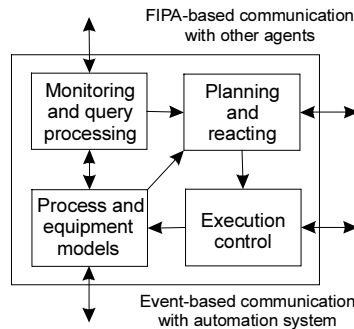 FIPA-based communication
with other agents
Monitoring
and query
processing
Planning
and
reacting
Process and
equipment
models
Execution
control
Event-based communication
with automation system